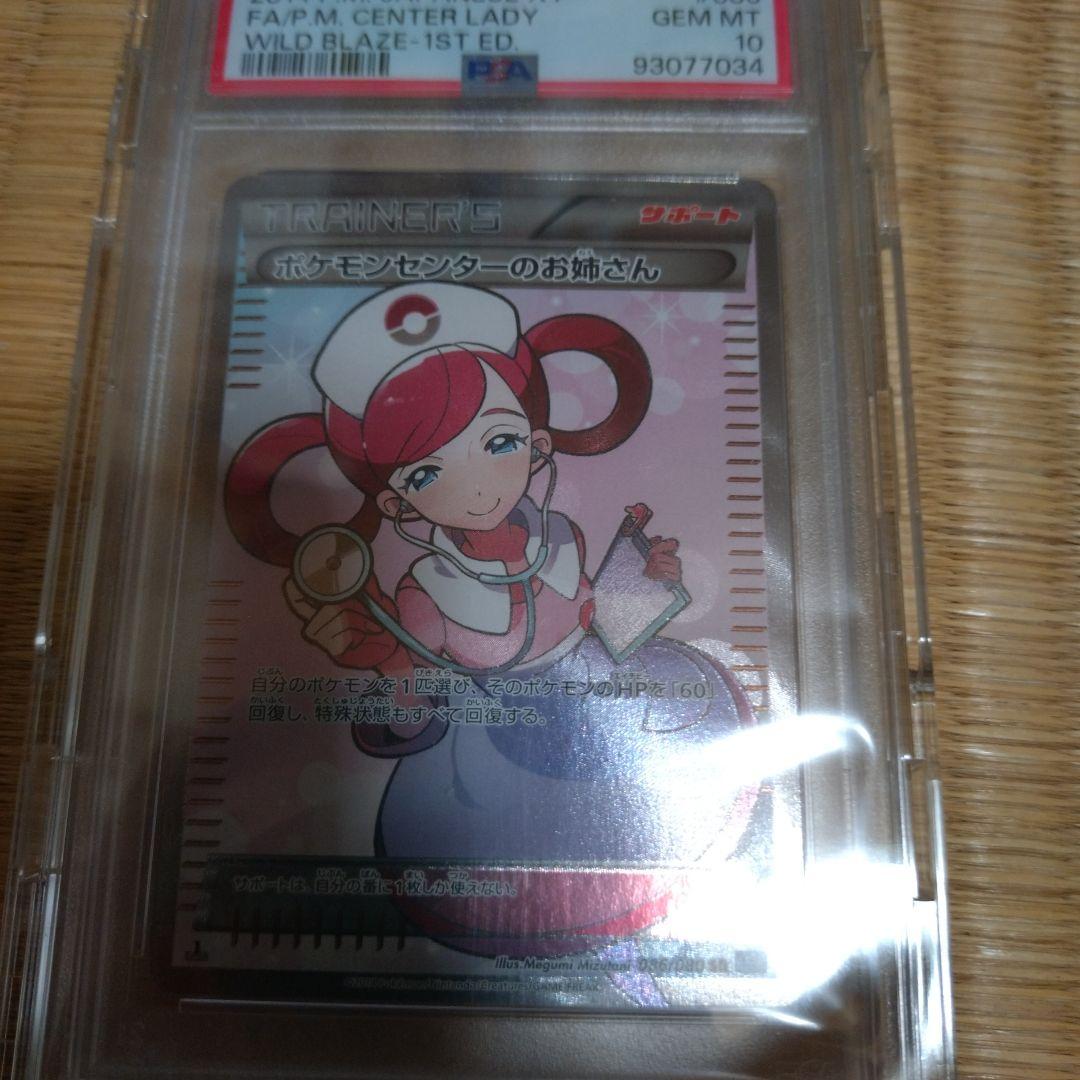 FA/P.M. CENTER LADY GEM MT
WILD BLAZE-1ST ED. 10
PSA 93077034
TRAINER'S サポート
ポケモンセンターのお姉さん
自分のポケモンを1匹選び、そのポケモンのHPを「60」
回復し、特殊状態もすべて回復する。
サポートは、自分の番に1枚しか使えない。
Illus. Megumi Mizutani /080 SR